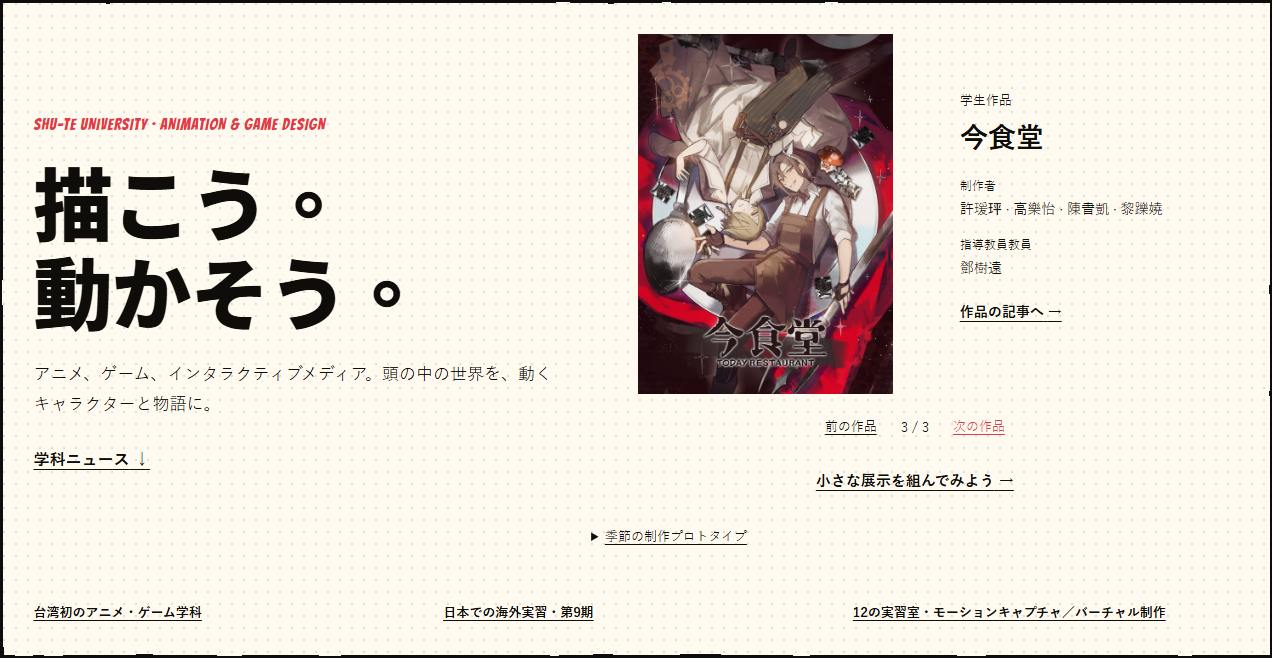 SHU-TE UNIVERSITY · ANIMATION & GAME DESIGN
描こう。
動かそう。
アニメ、ゲーム、インタラクティブメディア。頭の中の世界を、動く
キャラクターと物語に。
学科ニュース ↓
今食堂
TODAY RESTAURANT
学生作品
今食堂
制作者
許瑗玶 · 高樂怡 · 陳書凱 · 黎躒嬈
指導教員教員
鄧樹遠
作品の記事へ →
前の作品 3 / 3 次の作品
小さな展示を組んでみよう →
▶ 季節の制作プロトタイプ
台湾初のアニメ・ゲーム学科
日本での海外実習・第9期
12の実習室・モーションキャプチャ／バーチャル制作